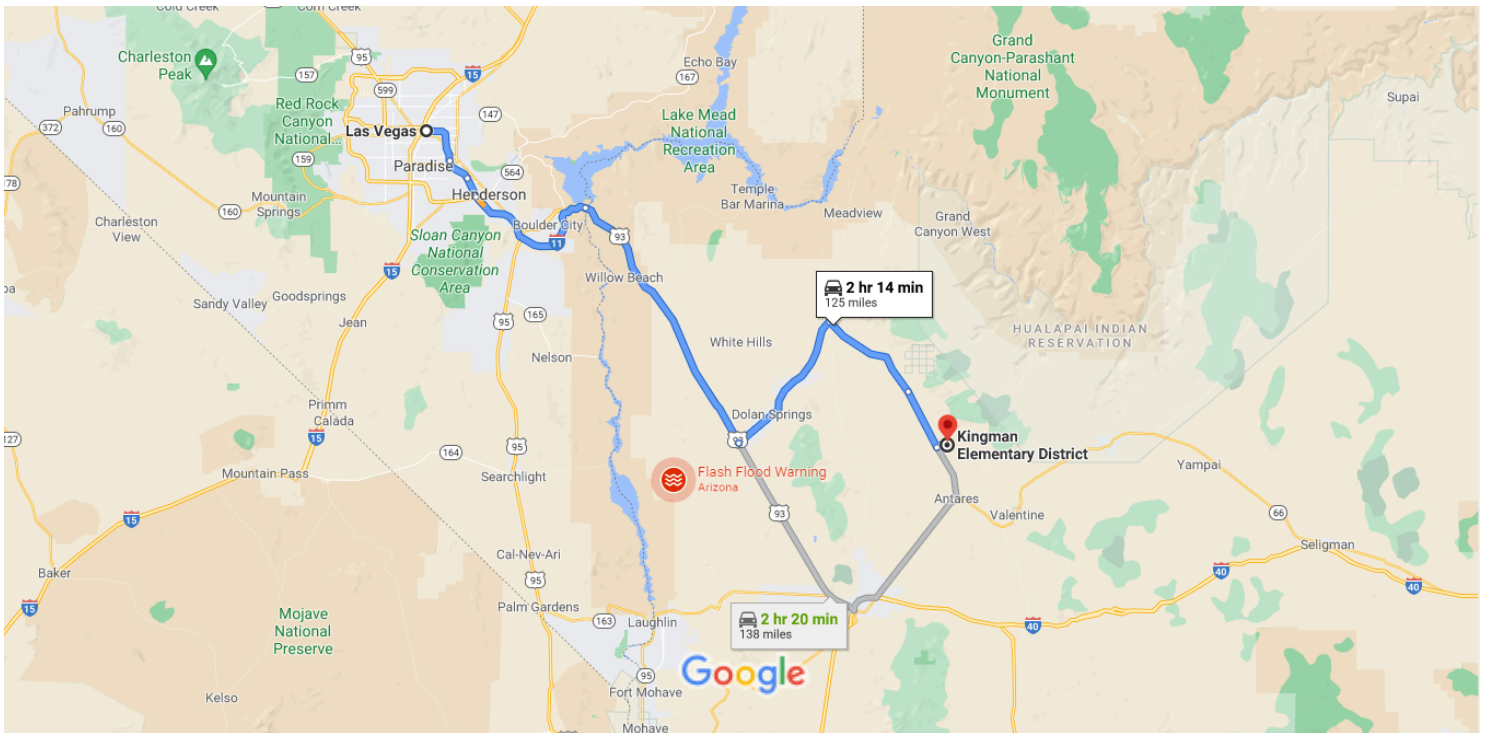 Cold Creek
Corn Creek
95
Charleston
Peak
157
15
Echo Bay
167
Grand
Canyon-Parashant
National
Monument
599
147
Supai
Pahrump
372
160
Red Rock
Canyon
National...
Las Vegas
Lake Mead
National
Recreation
Area
159
Paradise
564
178
Henderson
Mountain
Springs
160
Temple
Bar Marina
Meadview
Grand
Canyon West
Charleston
View
Boulder City
Sloan Canyon
National
Conservation
Area
11
93
15
Willow Beach
pa
Sandy Valley
Goodsprings
Jean
95
165
2 hr 14 min
125 miles
HUALAPAI INDIAN
RESERVATION
White Hills
Nelson
Primm
Calada
Dolan Springs
127
15
164
95
93
Kingman
Elementary District
Mountain Pass
Searchlight
Flash Flood Warning
Arizona
Yampai
Antares
Valentine
15
93
66
Seligman
Baker
Cal-Nev-Ari
95
40
40
15
Palm Gardens
163
Laughlin
2 hr 20 min
138 miles
40
Mojave
National
Preserve
Google
95
Kelso
Fort Mohave
Mohave